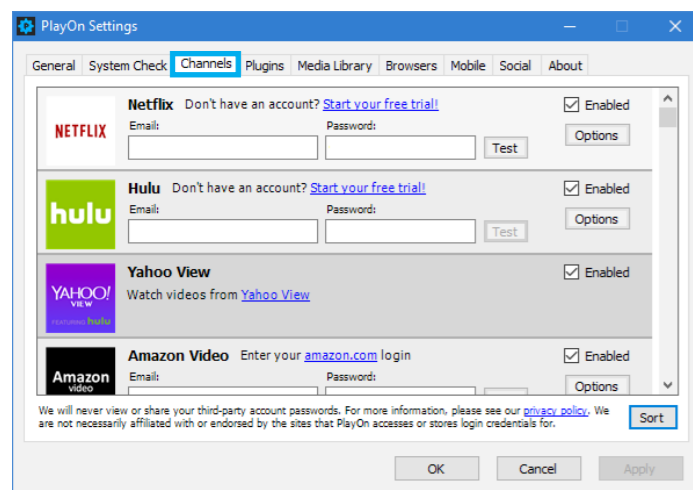 PlayOn Settings
General System Check Channels Plugins Media Library Browsers Mobile Social About
NETFLIX
Netflix Don't have an account? Start your free trial!
Enabled
Email: Password:
Test
Options
hulu
Hulu Don't have an account? Start your free trial!
Enabled
Email: Password:
Test
Options
YAHOO!
VIEW
FEATURING hulu
Yahoo View
Enabled
Watch videos from Yahoo View
Amazon
video
Amazon Video Enter your amazon.com login
Enabled
Email: Password:
Options
We will never view or share your third-party account passwords. For more information, please see our privacy policy. We
are not necessarily affiliated with or endorsed by the sites that PlayOn accesses or stores login credentials for.
Sort
OK Cancel Apply